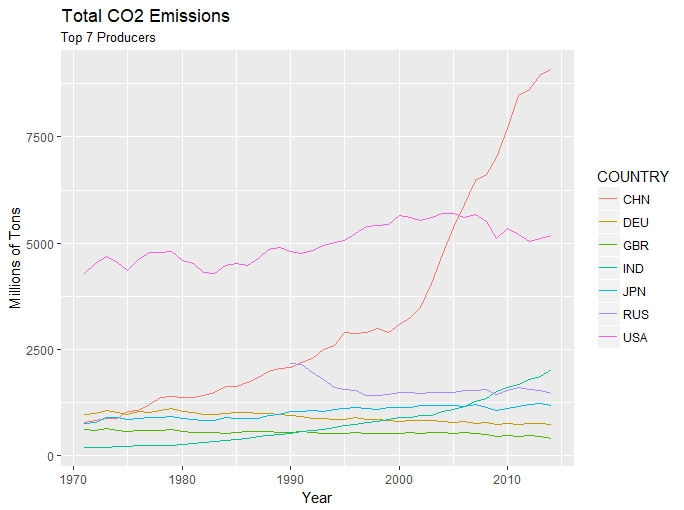 Total CO2 Emissions
Top 7 Producers
Millions of Tons
7500
5000
2500
0
1970
1980
1990
2000
2010
Year
COUNTRY
CHN
DEU
GBR
IND
JPN
RUS
USA